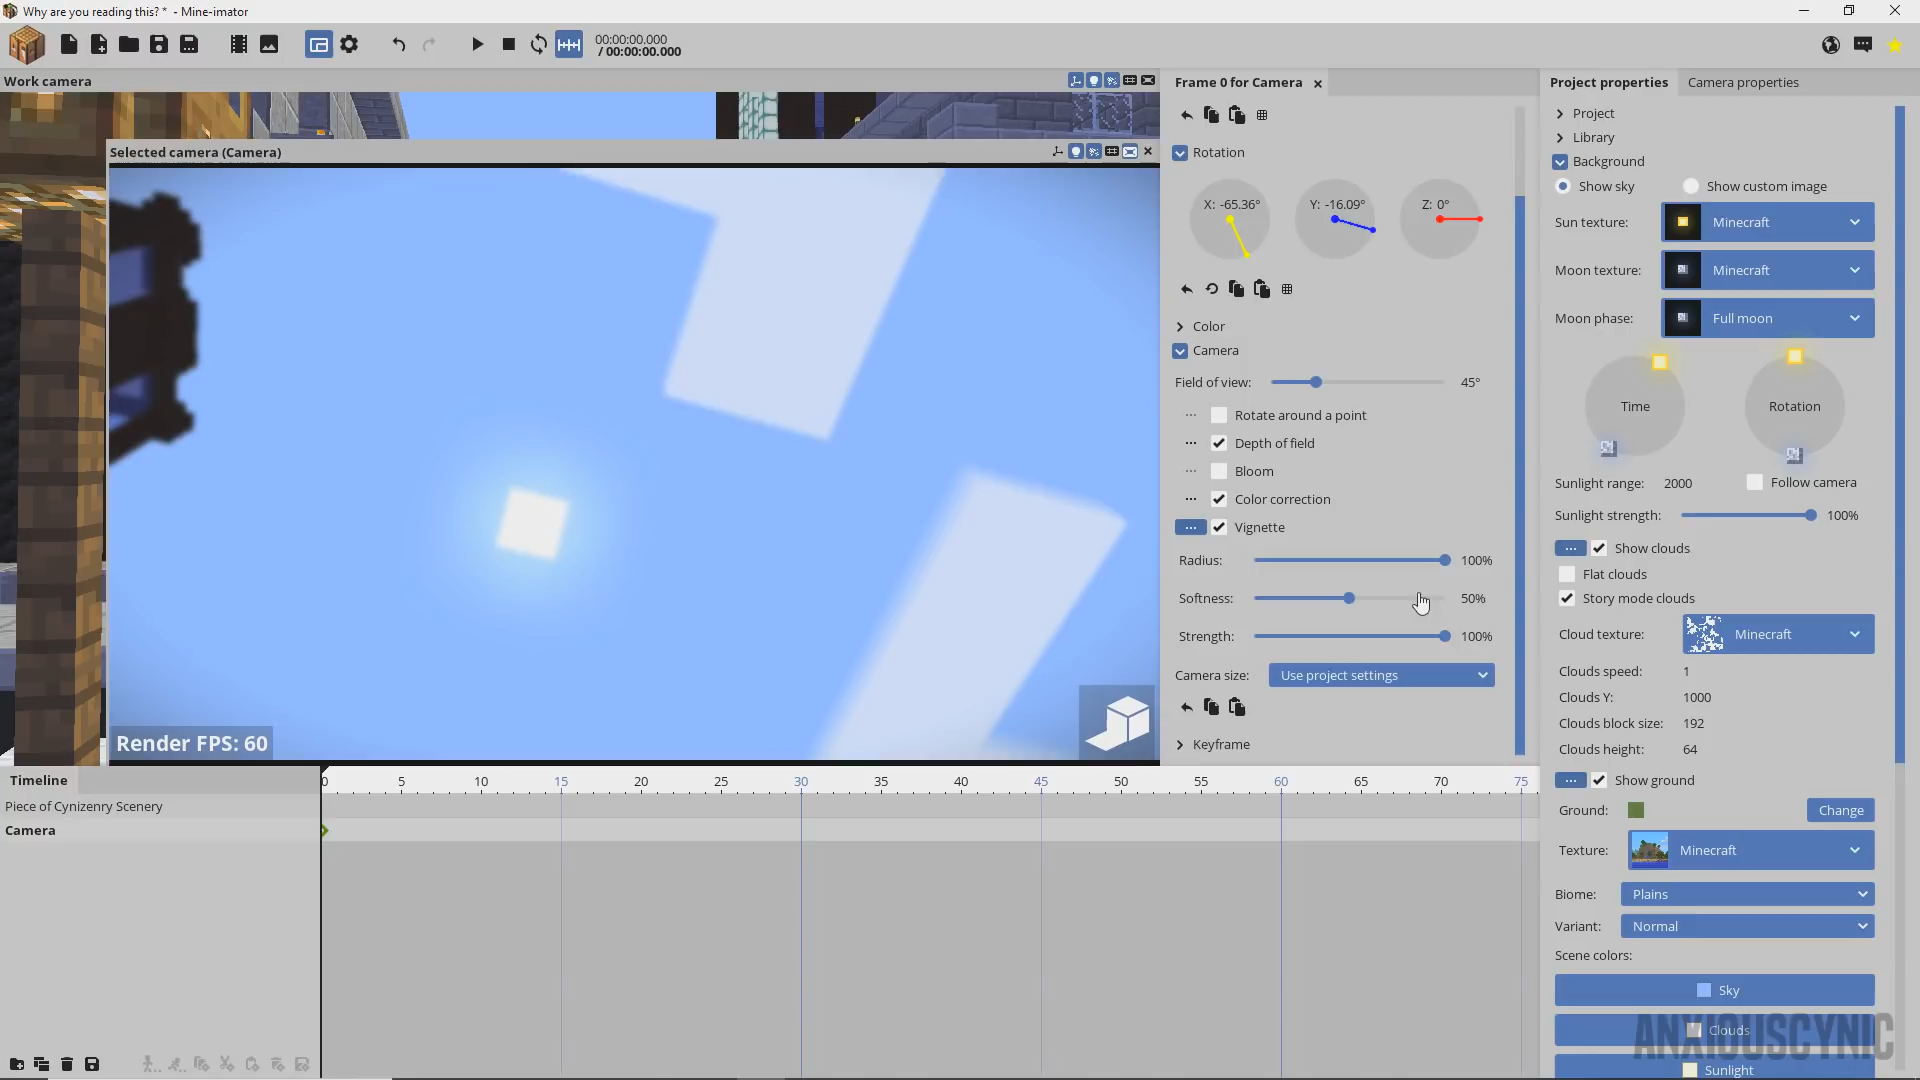 Why are you reading this? * - Mine-imator
00:00:00.000
/ 00:00:00.000
Work camera
Selected camera (Camera)
Render FPS: 60
Frame 0 for Camera
Rotation
X: -65.36°
Y: -16.09°
Z: 0°
Color
Camera
Field of view:
45°
Rotate around a point
Depth of field
Bloom
Color correction
Vignette
Radius:
100%
Softness:
50%
Strength:
100%
Camera size:
Use project settings
Keyframe
Project properties
Camera properties
Project
Library
Background
Show sky
Show custom image
Sun texture:
Minecraft
Moon texture:
Minecraft
Moon phase:
Full moon
Time
Rotation
Sunlight range:
2000
Follow camera
Sunlight strength:
100%
Show clouds
Flat clouds
Story mode clouds
Cloud texture:
Minecraft
Clouds speed:
1
Clouds Y:
1000
Clouds block size:
192
Clouds height:
64
Show ground
Ground:
Change
Texture:
Minecraft
Biome:
Plains
Variant:
Normal
Scene colors:
Sky
Clouds
Sunlight
ANXIOUSCYNIC
Timeline
0 5 10 15 20 25 30 35 40 45 50 55 60 65 70 75
Piece of Cynizenry Scenery
Camera